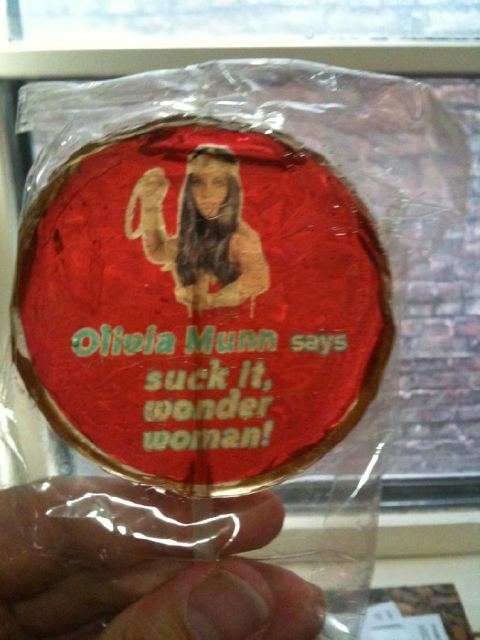 Olivia Munn says
suck it,
wonder
woman!